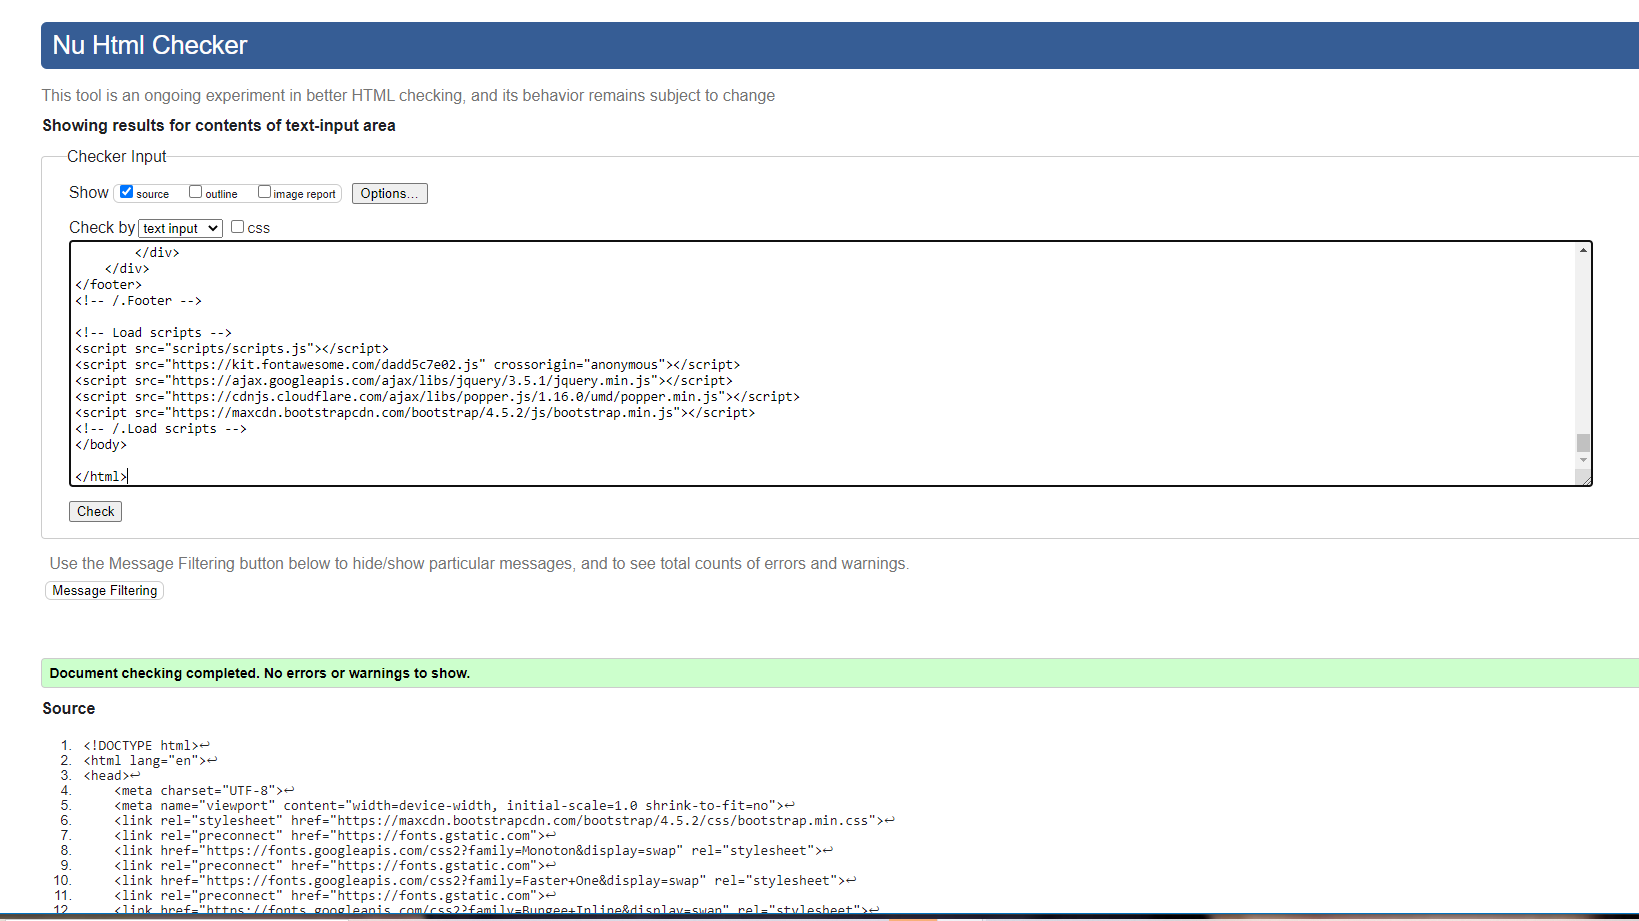 Nu Html Checker
This tool is an ongoing experiment in better HTML checking, and its behavior remains subject to change
Showing results for contents of text-input area
Checker Input
Show source outline image report Options...
Check by text input css
</div>
</div>
</footer>
<!-- /.Footer -->
<!-- Load scripts -->
<script src="scripts/scripts.js"></script>
<script src="https://kit.fontawesome.com/dadd5c7e02.js" crossorigin="anonymous"></script>
<script src="https://ajax.googleapis.com/ajax/libs/jquery/3.5.1/jquery.min.js"></script>
<script src="https://cdnjs.cloudflare.com/ajax/libs/popper.js/1.16.0/umd/popper.min.js"></script>
<script src="https://maxcdn.bootstrapcdn.com/bootstrap/4.5.2/js/bootstrap.min.js"></script>
<!-- /.Load scripts -->
</body>
</html>
Check
Use the Message Filtering button below to hide/show particular messages, and to see total counts of errors and warnings.
Message Filtering
Document checking completed. No errors or warnings to show.
Source
1. <!DOCTYPE html>↩
2. <html lang="en">↩
3. <head>↩
4. <meta charset="UTF-8">↩
5. <meta name="viewport" content="width=device-width, initial-scale=1.0 shrink-to-fit=no">↩
6. <link rel="stylesheet" href="https://maxcdn.bootstrapcdn.com/bootstrap/4.5.2/css/bootstrap.min.css">↩
7. <link rel="preconnect" href="https://fonts.gstatic.com">↩
8. <link href="https://fonts.googleapis.com/css2?family=Monoton&display=swap" rel="stylesheet">↩
9. <link rel="preconnect" href="https://fonts.gstatic.com">↩
10. <link href="https://fonts.googleapis.com/css2?family=Faster+One&display=swap" rel="stylesheet">↩
11. <link rel="preconnect" href="https://fonts.gstatic.com">↩
12. <link href="https://fonts.googleapis.com/css2?family=Bungee+Inline&display=swap" rel="stylesheet">↩